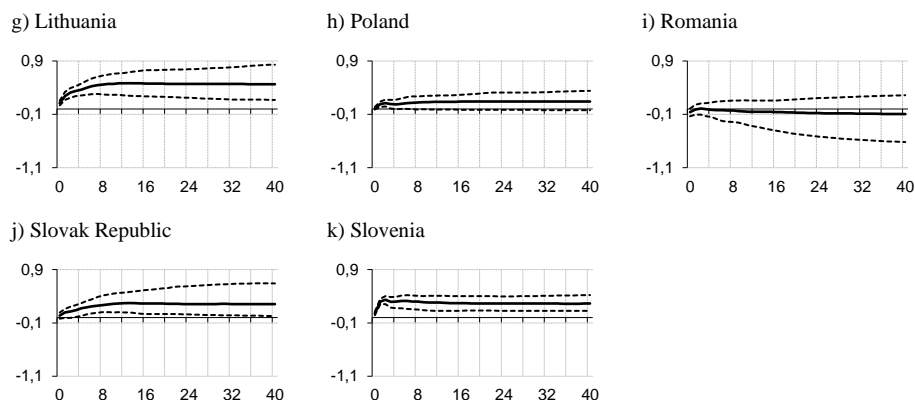 g) Lithuania
h) Poland
i) Romania
0,9
-0,1
-1,1
0 8 16 24 32 40
0,9
-0,1
-1,1
0 8 16 24 32 40
0,9
-0,1
-1,1
0 8 16 24 32 40
j) Slovak Republic
k) Slovenia
0,9
-0,1
-1,1
0 8 16 24 32 40
0,9
-0,1
-1,1
0 8 16 24 32 40